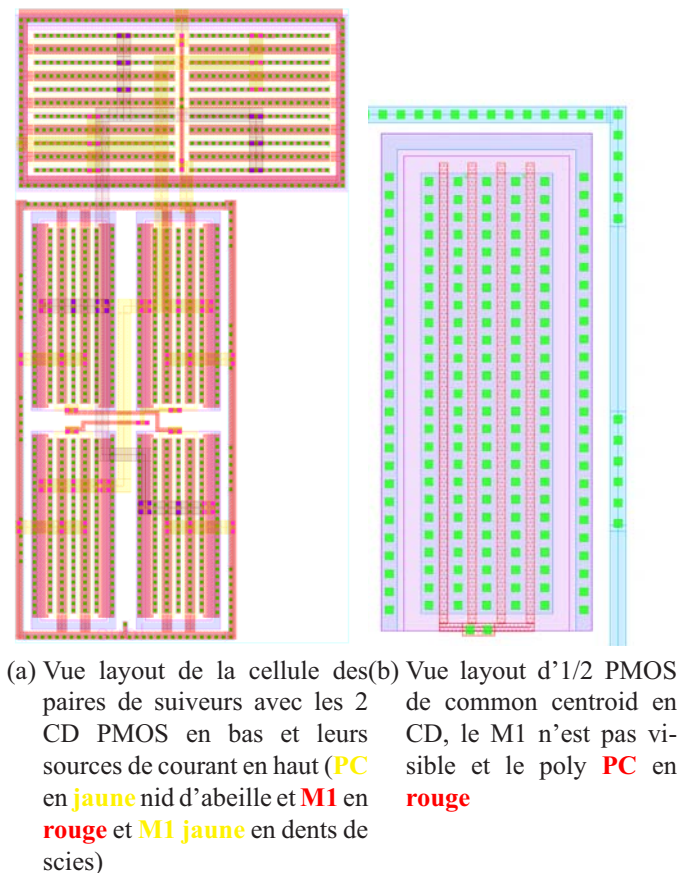 (a) Vue layout de la cellule des
paires de suiveurs avec les 2
CD PMOS en bas et leurs
sources de courant en haut (PC
en jaune nid d'abeille et M1 en
rouge et M1 jaune en dents de
scies)
(b) Vue layout d'1/2 PMOS
de common centroid en
CD, le M1 n'est pas vi-
sible et le poly PC en
rouge